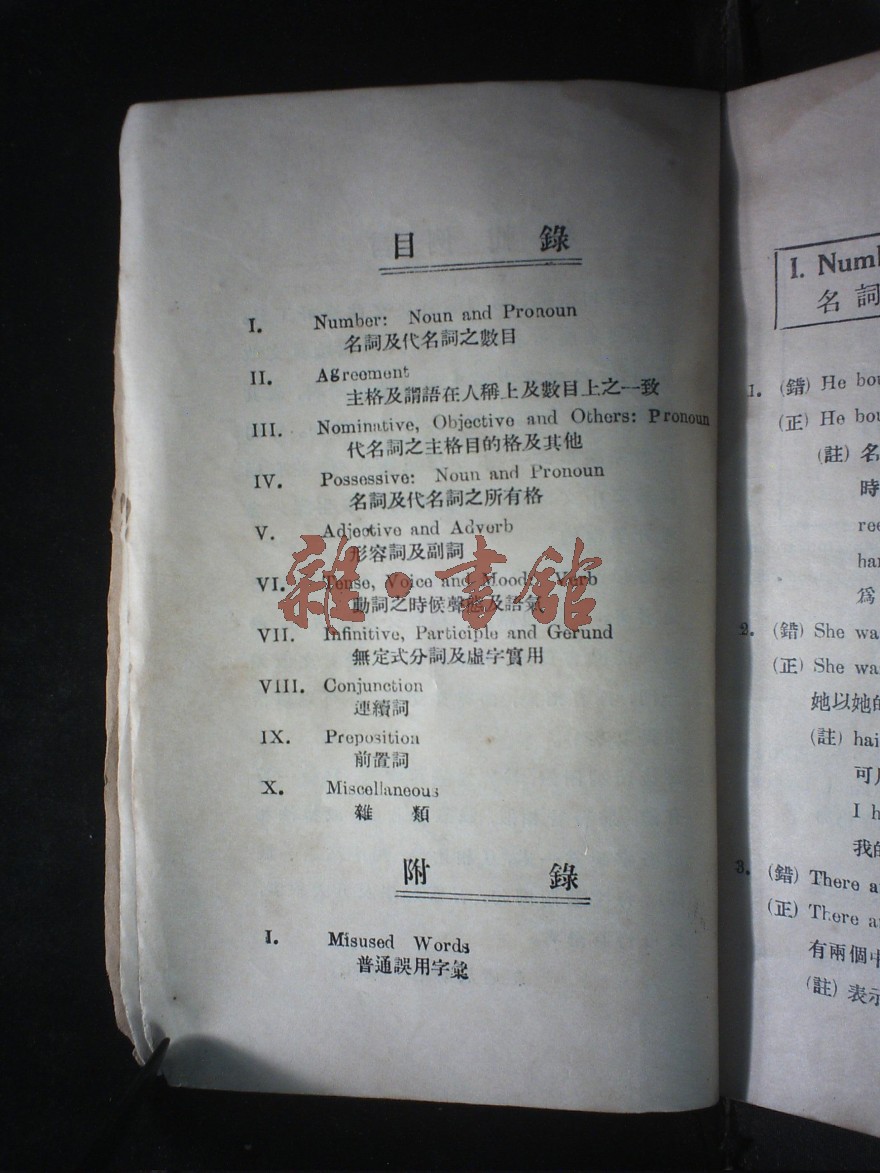 目 錄
I. Number: Noun and Pronoun
名詞及代名詞之數目
II. Agreement
主格及謂語在人稱上及數目上之一致
III. Nominative, Objective and Others: Pronoun
代名詞之主格目的格及其他
IV. Possessive: Noun and Pronoun
名詞及代名詞之所有格
V. Adjective and Adverb
形容詞及副詞
VI. Tense, Voice and Mood: Verb
動詞之時候聲態及語氣
VII. Infinitive, Participle and Gerund
無定式分詞及虛字實用
VIII. Conjunction
連續詞
IX. Preposition
前置詞
X. Miscellaneous
雜 類
附 錄
I. Misused Words
普通誤用字彙
雜·書館
I. Num
名 詞
1. (錯) He bou
(正) He bou
(註) 名
時
ree
har
爲
2. (錯) She wa
(正) She wa
她以她的
(註) hai
可
I h
我的
3. (錯) There a
(正) There a
有兩個中
(註) 表示